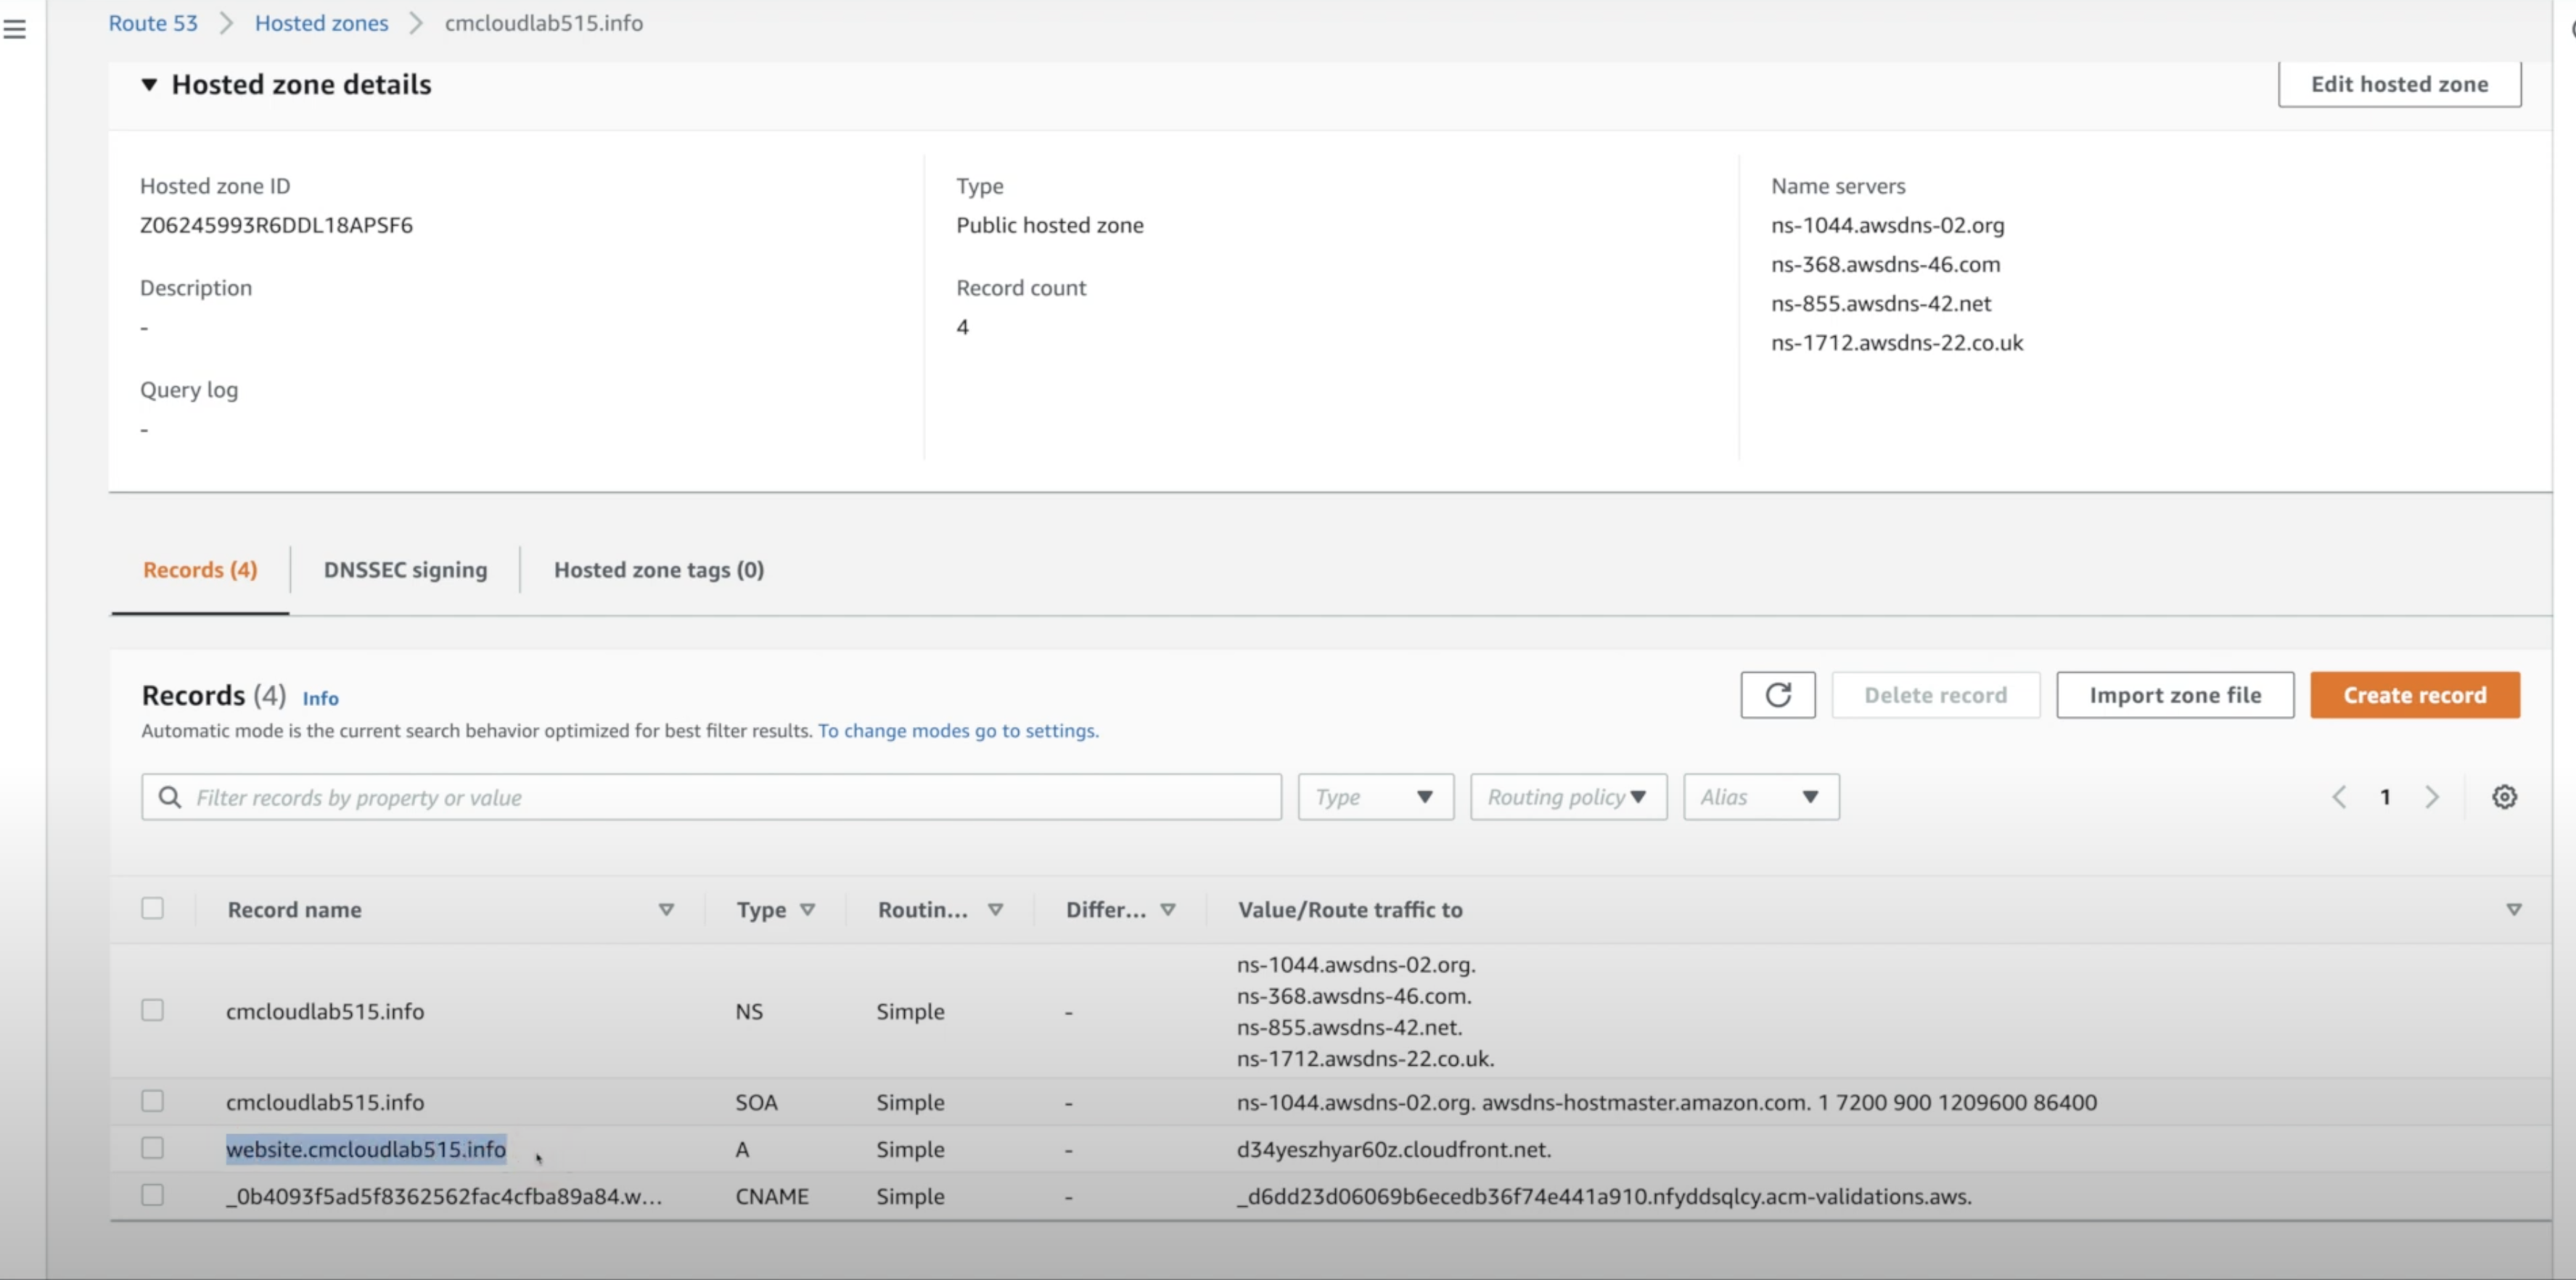 Route 53 > Hosted zones > cmcloudlab515.info
Hosted zone details
Edit hosted zone
Hosted zone ID
Z06245993R6DDL18APSF6
Description
-
Query log
-
Type
Public hosted zone
Record count
4
Name servers
ns-1044.awsdns-02.org
ns-368.awsdns-46.com
ns-855.awsdns-42.net
ns-1712.awsdns-22.co.uk
Records (4)
DNSSEC signing
Hosted zone tags (0)
Records (4) Info
Automatic mode is the current search behavior optimized for best filter results. To change modes go to settings.
Delete record
Import zone file
Create record
Filter records by property or value
Type
Routing policy
Alias
1
Record name Type Routin... Differ... Value/Route traffic to
cmcloudlab515.info NS Simple -
ns-1044.awsdns-02.org.
ns-368.awsdns-46.com.
ns-855.awsdns-42.net.
ns-1712.awsdns-22.co.uk.
cmcloudlab515.info SOA Simple - ns-1044.awsdns-02.org. awsdns-hostmaster.amazon.com. 1 7200 900 1209600 86400
website.cmcloudlab515.info A Simple - d34yeszhyar60z.cloudfront.net.
_0b4093f5ad5f8362562fac4cfba89a84.w... CNAME Simple - _d6dd23d06069b6ecedb36f74e441a910.nfyddsqlcy.acm-validations.aws.